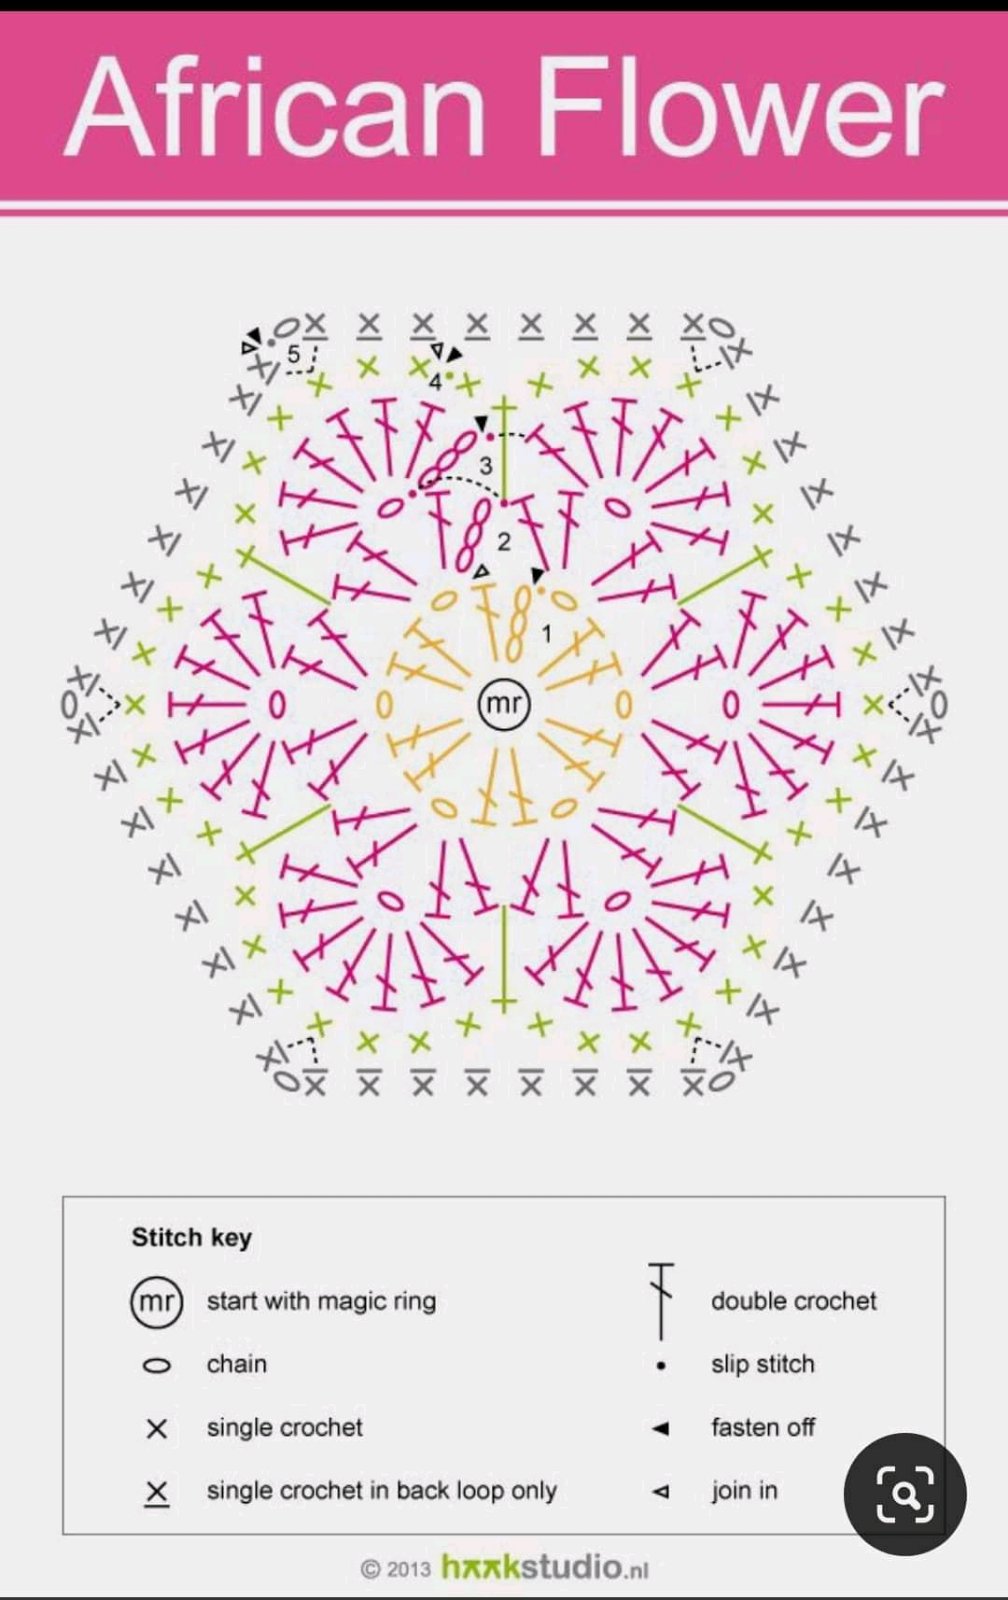 African Flower
5
4
3
2
1
mr
Stitch key
mr start with magic ring
double crochet
chain
slip stitch
single crochet
fasten off
single crochet in back loop only
join in
© 2013 haakstudio.nl